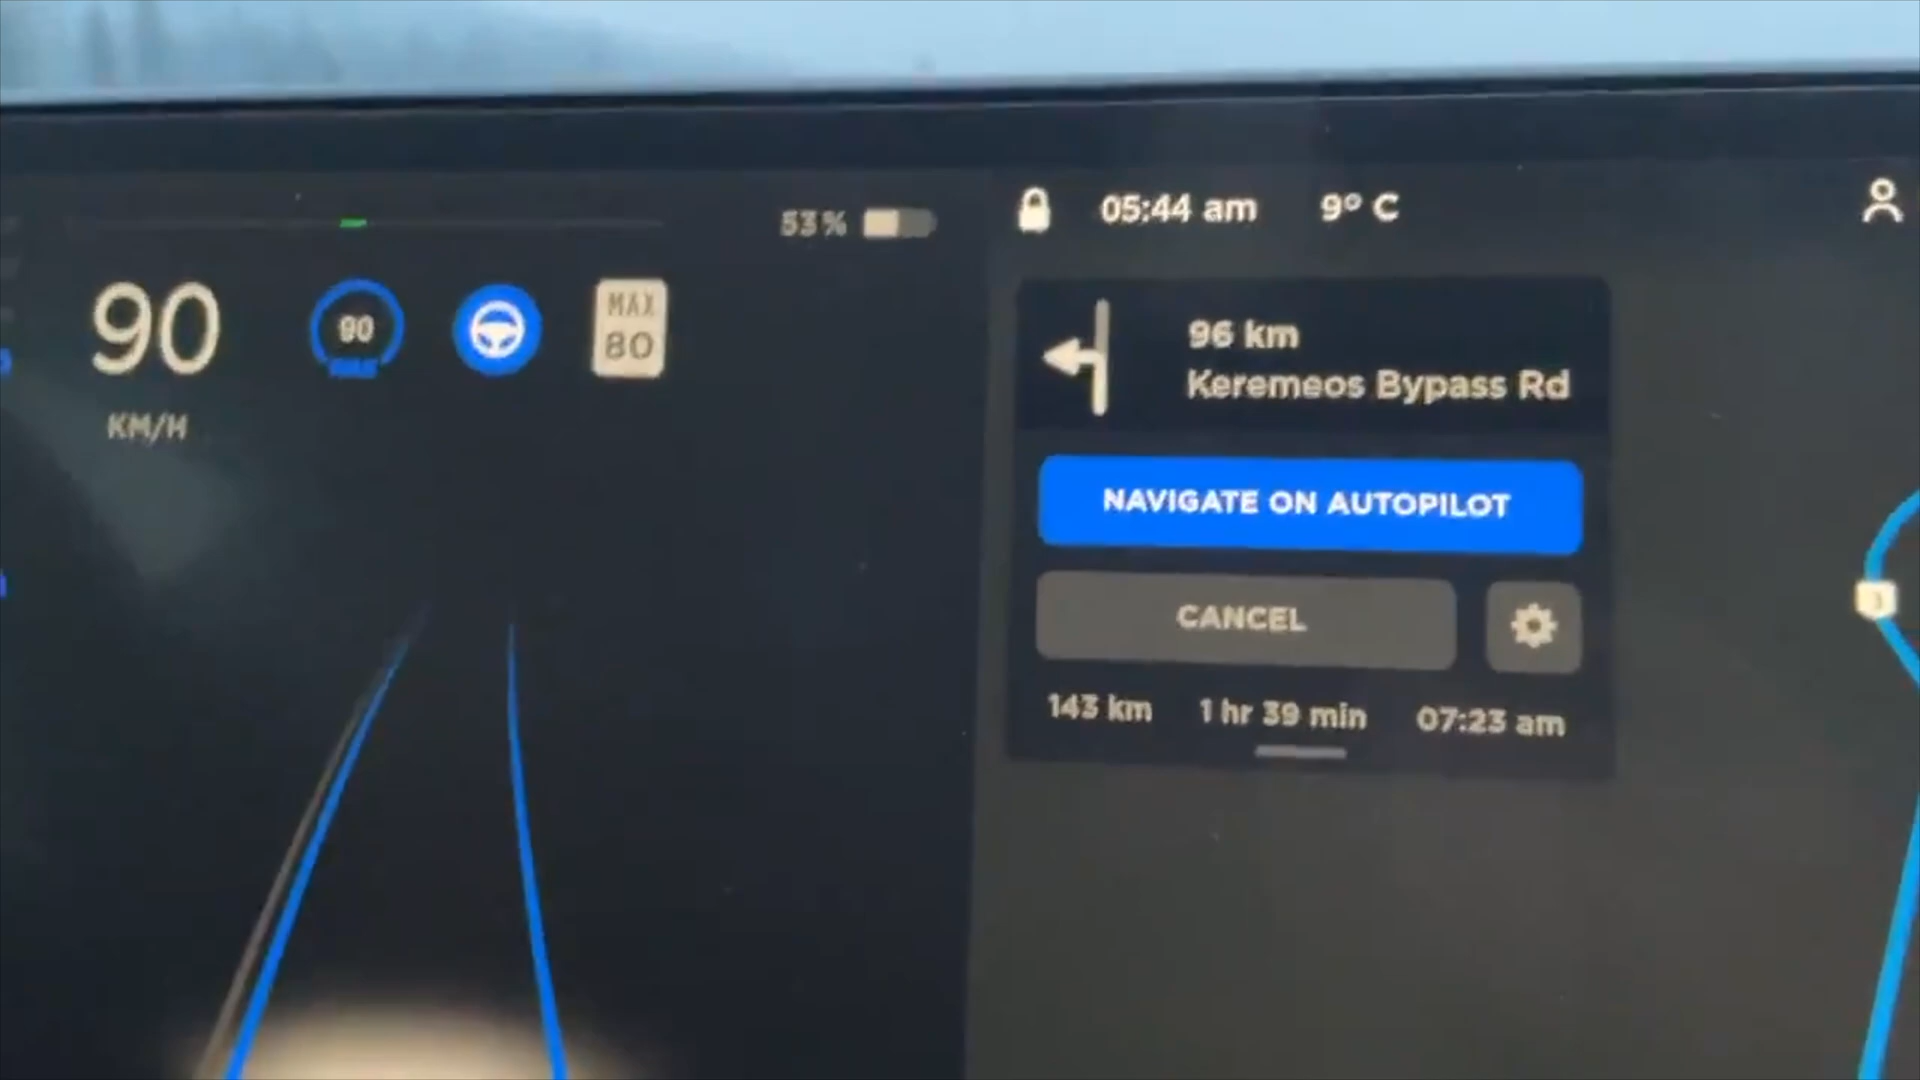 53%
90
KM/H
90
MAX
80
05:44 am
9° C
96 km
Keremeos Bypass Rd
NAVIGATE ON AUTOPILOT
CANCEL
143 km
1 hr 39 min
07:23 am